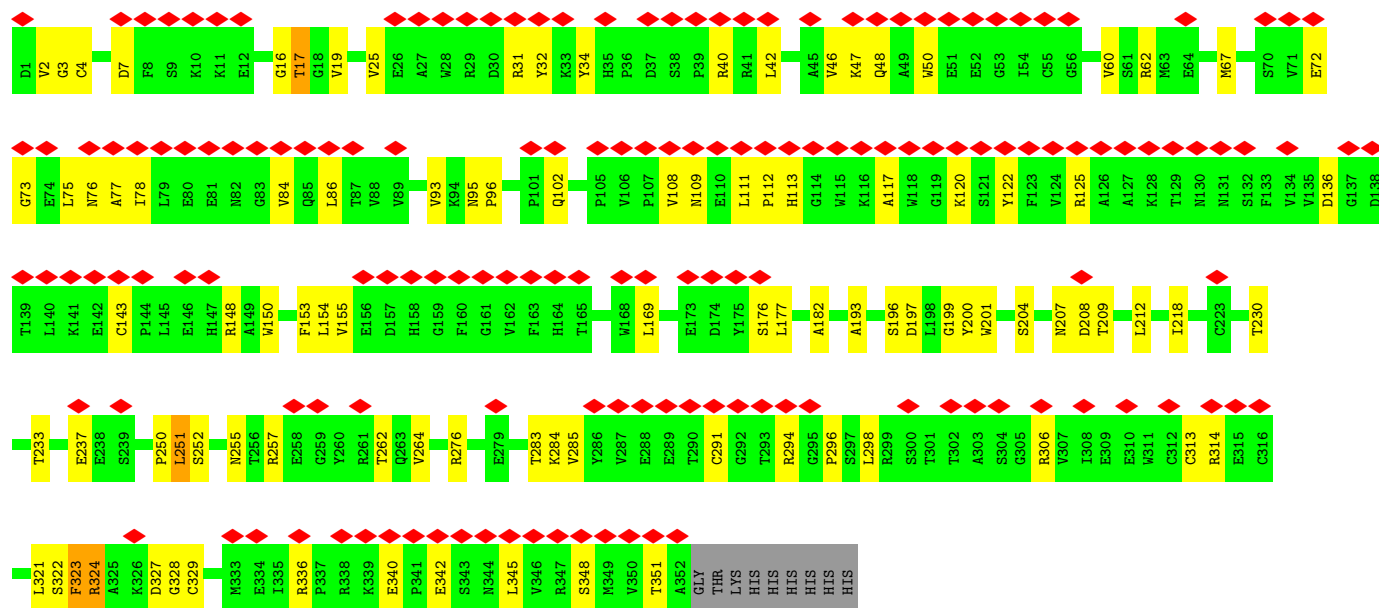 D1 V2 G3 C4 D7 F8 S9 K10 K11 E12 G16 T17 G18 V19 V25 E26 A27 W28 R29 D30 R31 Y32 K33 Y34 H35 P36 D37 S38 P39 R40 R41 L42 A45 V46 K47 Q48 A49 W50 E51 E52 G53 I54 C55 G56 V60 S61 R62 M63 E64 M67 S70 V71 E72
G73 E74 L75 N76 A77 I78 L79 E80 E81 N82 G83 V84 Q85 L86 T87 V88 V89 V93 K94 N95 P96 P101 Q102 P105 V106 P107 V108 N109 E110 L111 P112 H113 G114 W115 K116 A117 W118 G119 K120 S121 Y122 F123 V124 R125 A126 A127 K128 T129 N130 N131 S132 F133 V134 V135 D136 G137 D138
T139 L140 K141 E142 C143 P144 L145 E146 H147 R148 A149 W150 F153 L154 V155 E156 D157 H158 G159 F160 G161 V162 F163 H164 T165 W168 L169 E173 D174 Y175 S176 L177 A182 A193 S196 D197 L198 G199 Y200 W201 S204 N207 D208 T209 L212 I218 C223 T230
T233 E237 E238 S239 P250 L251 S252 N255 T256 R257 E258 G259 Y260 R261 T262 Q263 V264 R276 E279 T283 K284 V285 Y286 V287 E288 E289 T290 C291 G292 T293 R294 G295 P296 S297 L298 R299 S300 T301 T302 A303 S304 G305 R306 V307 I308 E309 E310 W311 C312 C313 R314 E315 C316
L321 S322 F323 R324 A325 K326 D327 G328 C329 M333 E334 I335 R336 P337 R338 K339 E340 P341 E342 S343 N344 L345 V346 R347 S348 M349 V350 T351 A352 GLY THR LYS HIS HIS HIS HIS HIS HIS